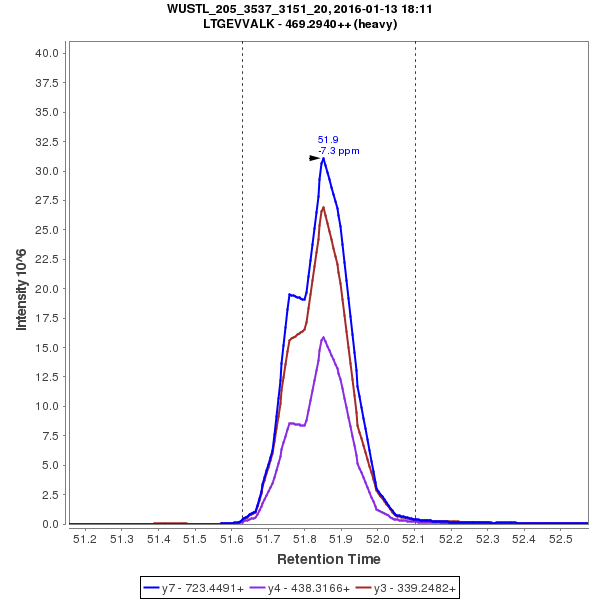 WUSTL_205_3537_3151_20, 2016-01-13 18:11
LTGEVVALK - 469.2940++ (heavy)
40.0
37.5
35.0
32.5
30.0
27.5
25.0
22.5
20.0
17.5
15.0
12.5
10.0
7.5
5.0
2.5
0.0
Intensity 10^6
51.9
-7.3 ppm
51.2 51.3 51.4 51.5 51.6 51.7 51.8 51.9 52.0 52.1 52.2 52.3 52.4 52.5
Retention Time
y7 - 723.4491+ y4 - 438.3166+ y3 - 339.2482+